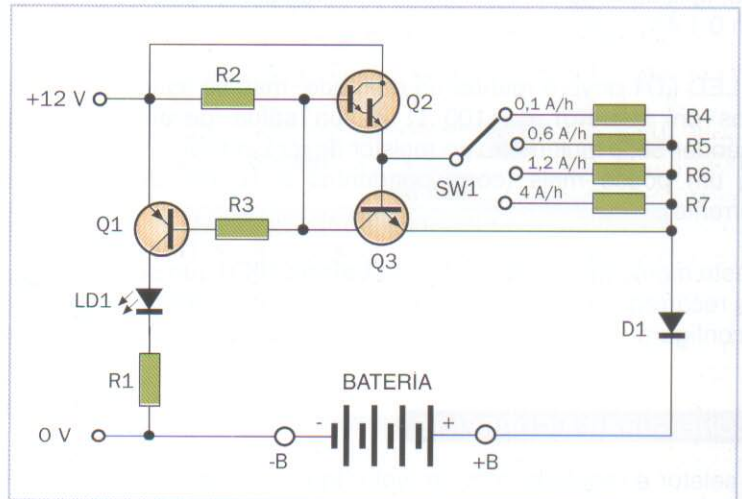 R2
Q2
+12 V
0,1 A/h
R4
0,6 A/h
R5
1,2 A/h
R6
SW1
4 A/h
R7
Q1
R3
Q3
LD1
D1
R1
BATERIA
- +
0 V
-B
+B